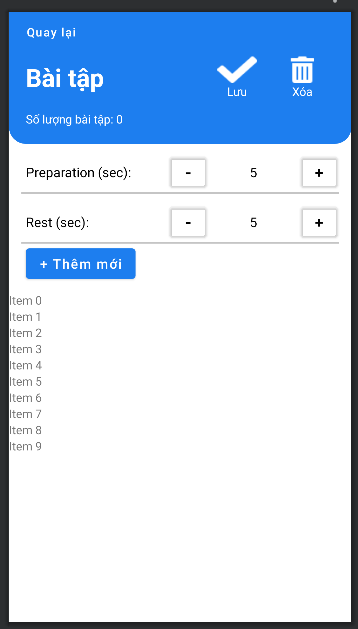 Quay lại
Bài tập
Lưu
Xóa
Số lượng bài tập: 0
Preparation (sec): - 5 +
Rest (sec): - 5 +
+ Thêm mới
Item 0
Item 1
Item 2
Item 3
Item 4
Item 5
Item 6
Item 7
Item 8
Item 9